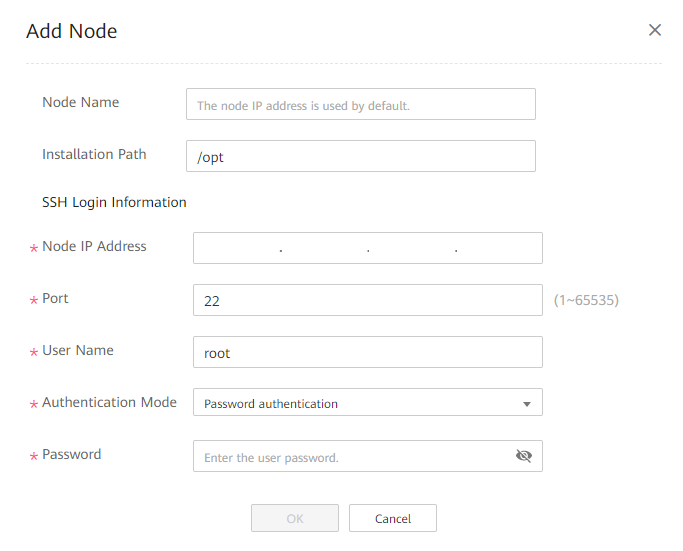 Add Node
Node Name The node IP address is used by default.
Installation Path /opt
SSH Login Information
* Node IP Address . . .
* Port 22 (1~65535)
* User Name root
* Authentication Mode Password authentication
* Password Enter the user password.
OK Cancel